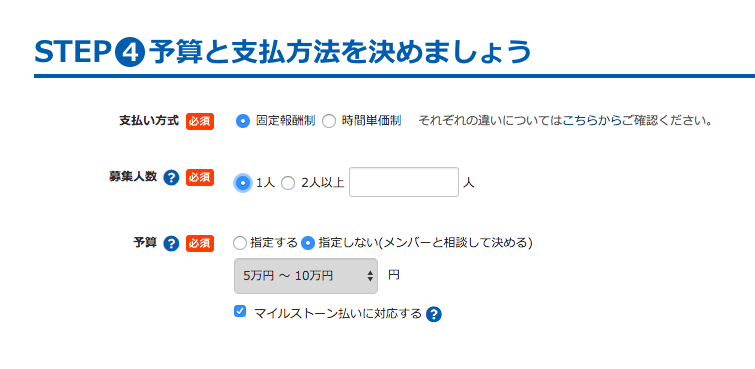 STEP4予算と支払方法を決めましょう
支払い方式 必須 固定報酬制 時間単価制 それぞれの違いについてはこちらからご確認ください。
募集人数 ? 必須 1人 2人以上 人
予算 ? 必須 指定する 指定しない(メンバーと相談して決める)
5万円 〜 10万円 円
マイルストーン払いに対応する ?